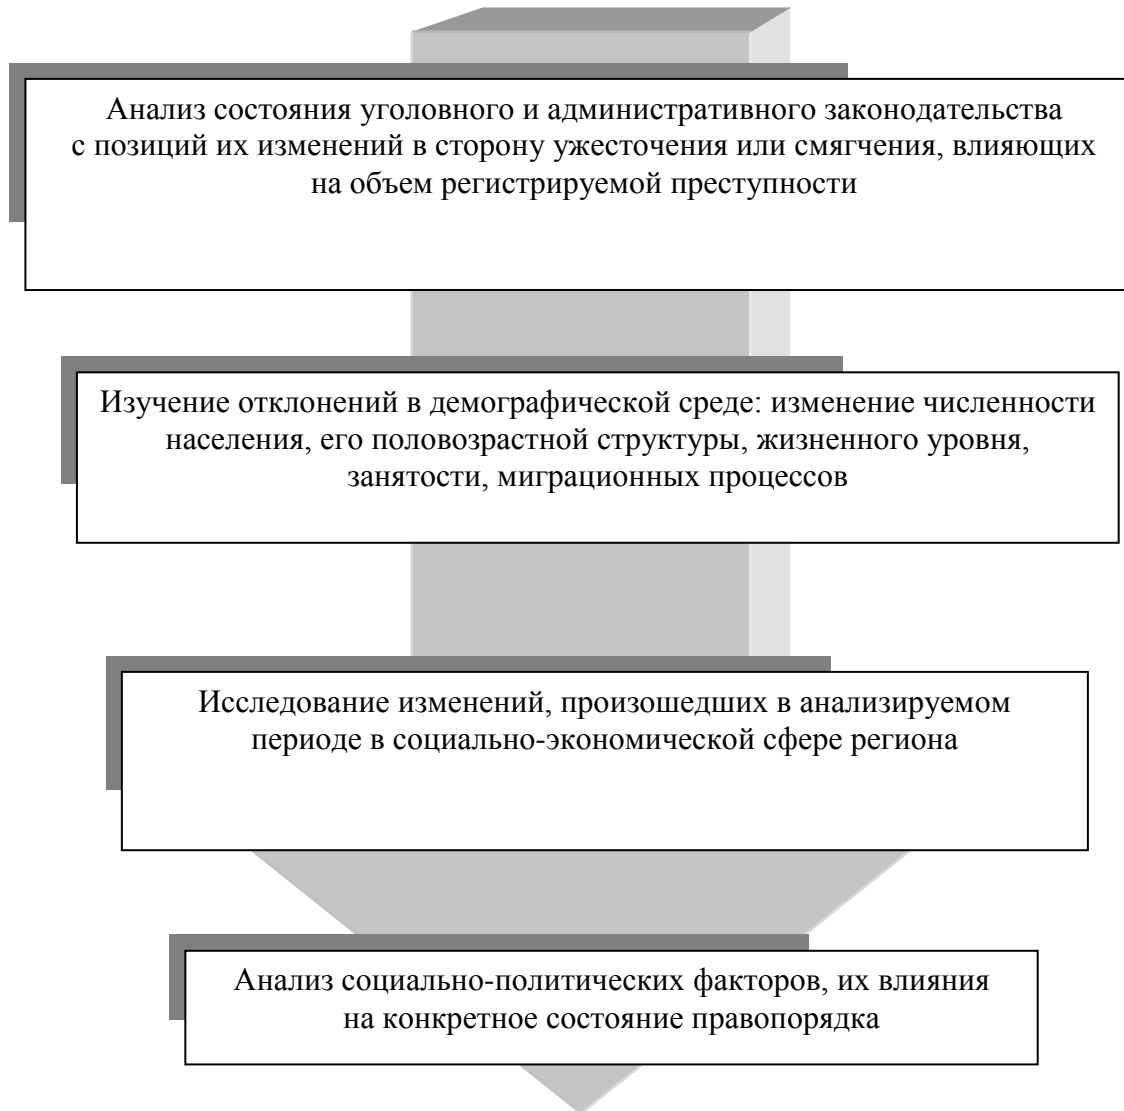 Анализ состояния уголовного и административного законодательства
с позиций их изменений в сторону ужесточения или смягчения, влияющих
на объем регистрируемой преступности
Изучение отклонений в демографической среде: изменение численности
населения, его половозрастной структуры, жизненного уровня,
занятости, миграционных процессов
Исследование изменений, произошедших в анализируемом
периоде в социально-экономической сфере региона
Анализ социально-политических факторов, их влияния
на конкретное состояние правопорядка